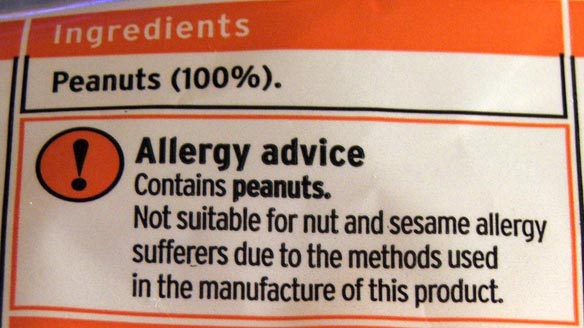 Ingredients
Peanuts (100%).
!
Allergy advice
Contains peanuts.
Not suitable for nut and sesame allergy
sufferers due to the methods used
in the manufacture of this product.